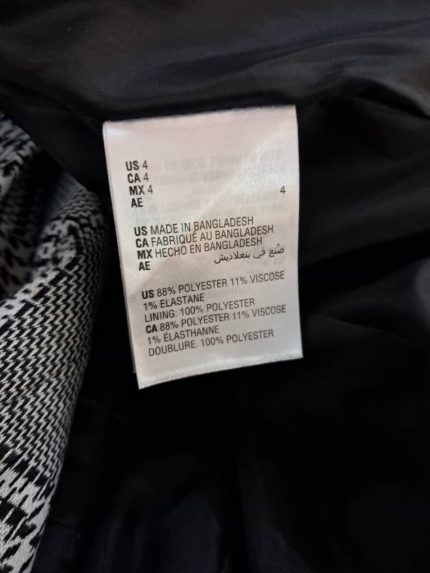 US 4
CA 4
MX 4
AE 4
US MADE IN BANGLADESH
CA FABRIQUÉ AU BANGLADESH
MX HECHO EN BANGLADESH
AE صُنع في بنغلاديش
US 88% POLYESTER 11% VISCOSE
1% ELASTANE
LINING: 100% POLYESTER
CA 88% POLYESTER 11% VISCOSE
1% ÉLASTHANNE
DOUBLURE: 100% POLYESTER